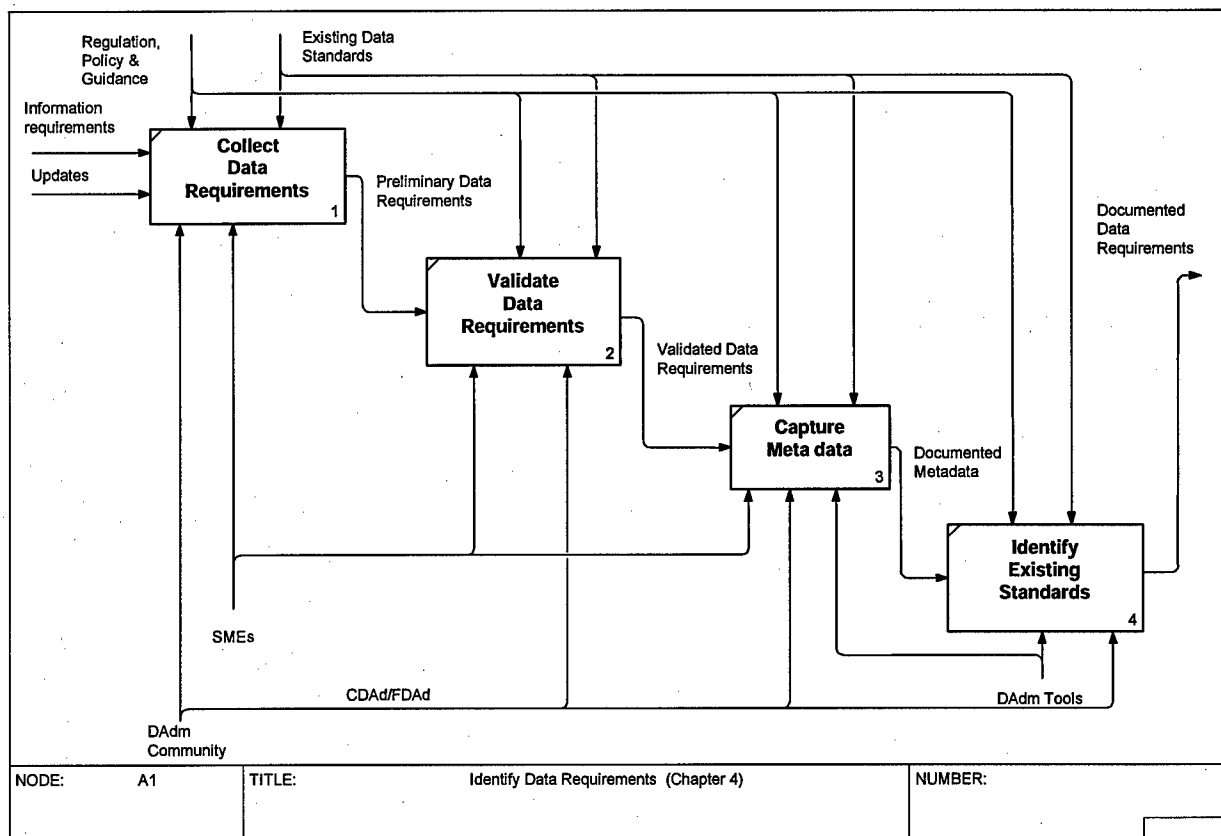 Regulation,
Policy &
Guidance
Existing Data
Standards
Information
requirements
Updates
Collect
Data
Requirements
1
Preliminary Data
Requirements
Validate
Data
Requirements
2
Validated Data
Requirements
Capture
Meta data
3
Documented
Metadata
Identify
Existing
Standards
4
Documented
Data
Requirements
SMEs
CDAd/FDAd
DAdm Tools
DAdm
Community
NODE: A1
TITLE: Identify Data Requirements (Chapter 4)
NUMBER: